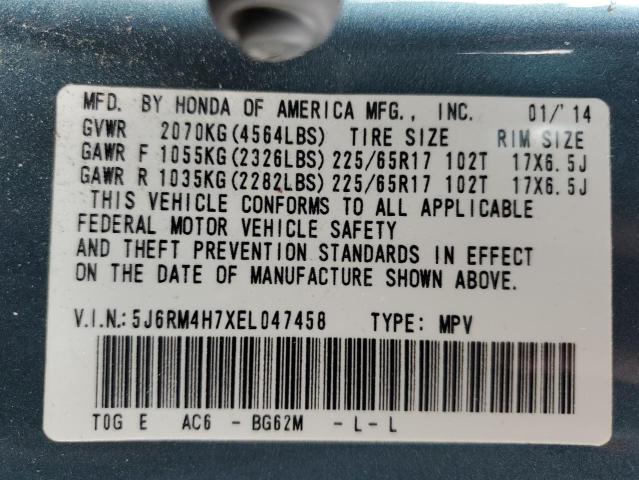 MFD. BY HONDA OF AMERICA MFG., INC. 01/'14
GVWR 2070KG(4564LBS) TIRE SIZE RIM SIZE
GAWR F 1055KG(2326LBS) 225/65R17 102T 17X6.5J
GAWR R 1035KG(2282LBS) 225/65R17 102T 17X6.5J
THIS VEHICLE CONFORMS TO ALL APPLICABLE
FEDERAL MOTOR VEHICLE SAFETY
AND THEFT PREVENTION STANDARDS IN EFFECT
ON THE DATE OF MANUFACTURE SHOWN ABOVE.
V.I.N.: 5J6RM4H7XEL047458 TYPE: MPV
T0G E AC6 - BG62M - L - L